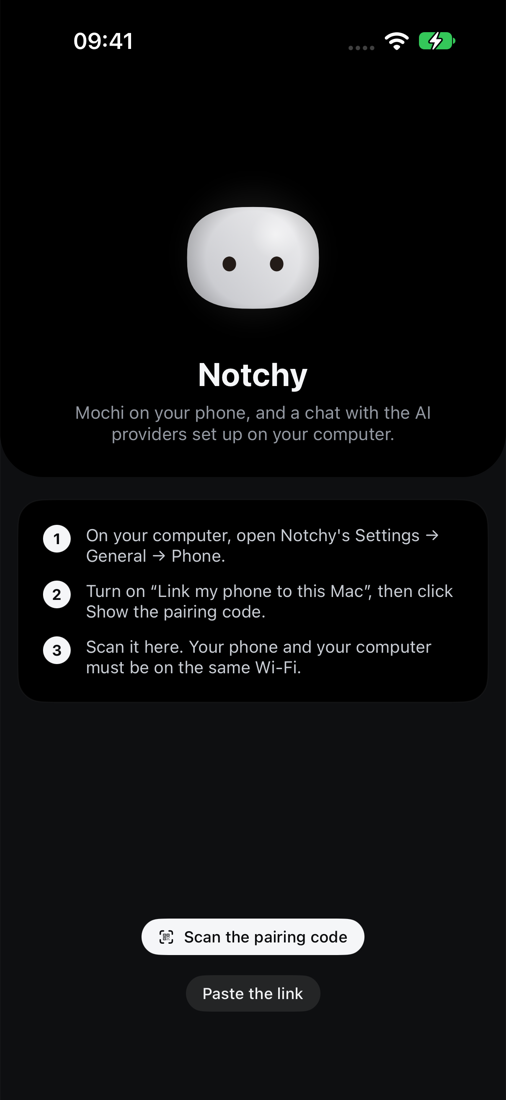 09:41
Notchy
Mochi on your phone, and a chat with the AI
providers set up on your computer.
1
On your computer, open Notchy's Settings →
General → Phone.
2
Turn on “Link my phone to this Mac”, then click
Show the pairing code.
3
Scan it here. Your phone and your computer
must be on the same Wi-Fi.
Scan the pairing code
Paste the link